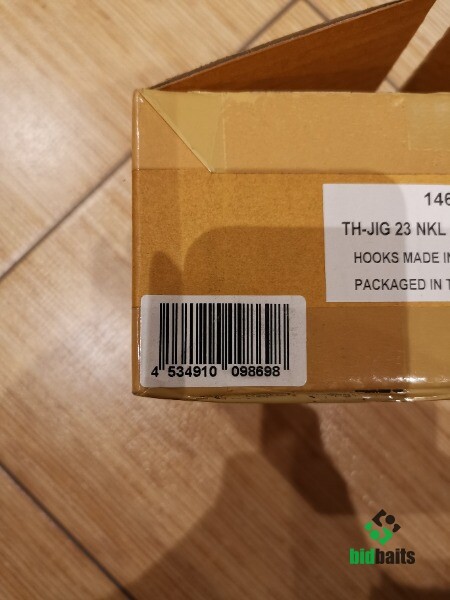 146
TH-JIG 23 NKL
HOOKS MADE IN
PACKAGED IN T
4 534910 098698
bidbaits